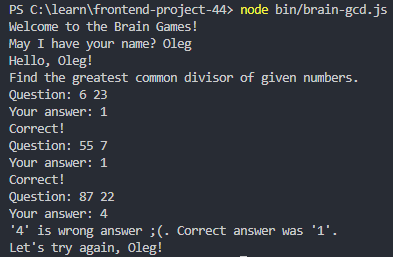 PS C:\learn\frontend-project-44> node bin/brain-gcd.js
Welcome to the Brain Games!
May I have your name? Oleg
Hello, Oleg!
Find the greatest common divisor of given numbers.
Question: 6 23
Your answer: 1
Correct!
Question: 55 7
Your answer: 1
Correct!
Question: 87 22
Your answer: 4
'4' is wrong answer ;(. Correct answer was '1'.
Let's try again, Oleg!